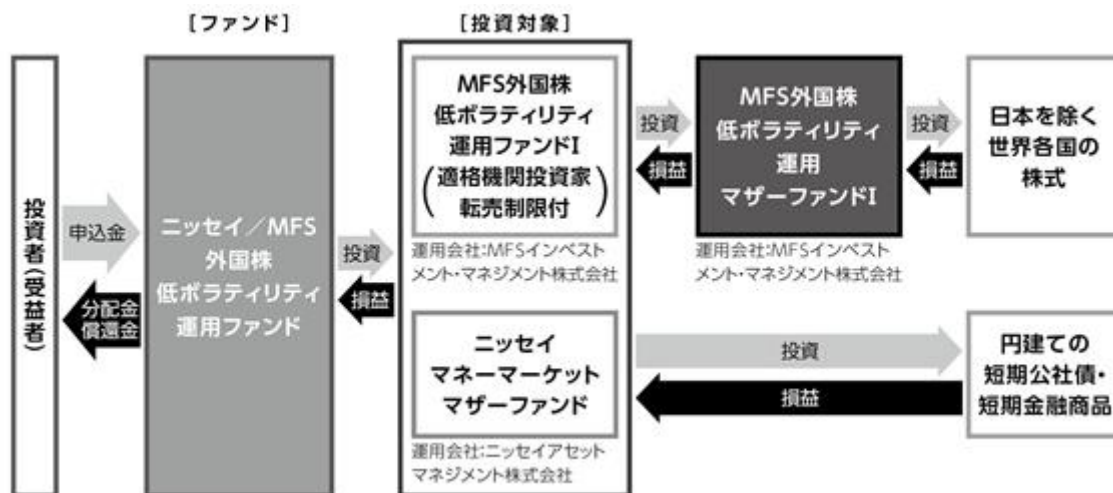 [ファンド]
[投資対象]
投資者(受益者)
申込金
分配金
償還金
ニッセイ/MFS
外国株
低ボラティリティ
運用ファンド
投資
損益
MFS外国株
低ボラティリティ
運用ファンドI
(適格機関投資家
転売制限付)
運用会社:MFSインベスト
メント・マネジメント株式会社
投資
損益
MFS外国株
低ボラティリティ
運用
マザーファンドI
運用会社:MFSインベスト
メント・マネジメント株式会社
投資
損益
日本を除く
世界各国の
株式
ニッセイ
マネーマーケット
マザーファンド
運用会社:ニッセイアセット
マネジメント株式会社
投資
損益
円建ての
短期公社債・
短期金融商品